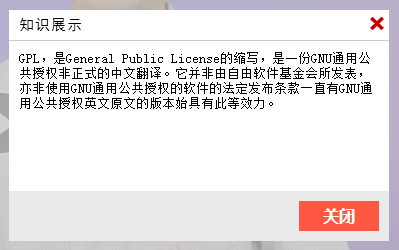 知识展示
GPL，是General Public License的缩写，是一份GNU通用公
共授权非正式的中文翻译。它并非由自由软件基金会所发表，
亦非使用GNU通用公共授权的软件的法定发布条款一直有GNU通
用公共授权英文原文的版本始具有此等效力。
关闭